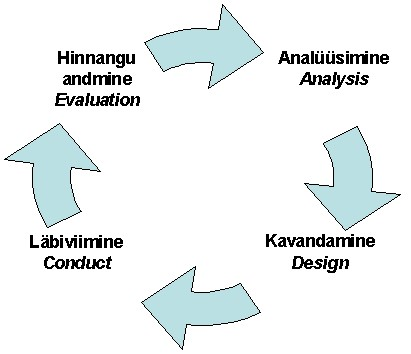 Hinnangu
andmine
Evaluation
Analüüsimine
Analysis
Läbiviimine
Conduct
Kavandamine
Design